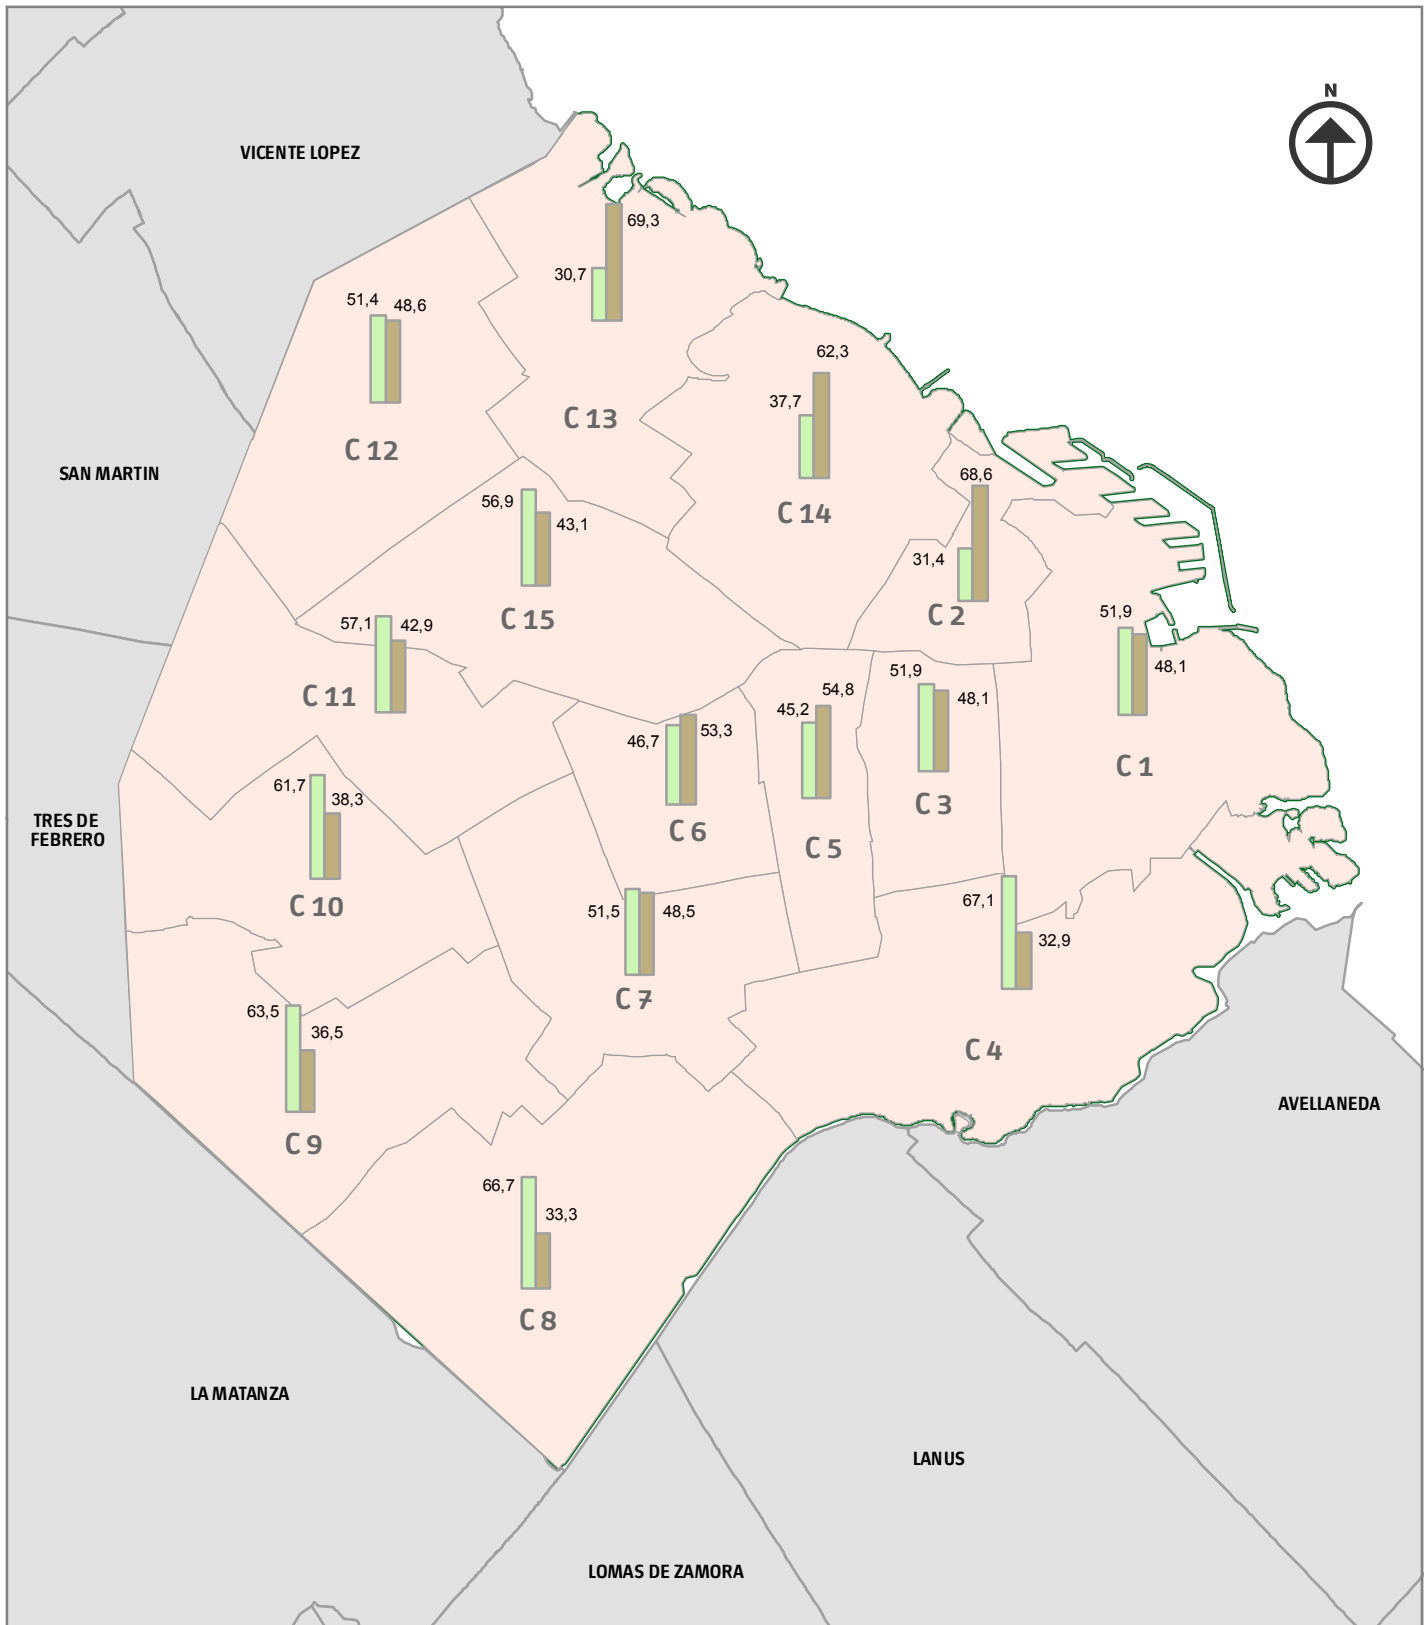 N
VICENTE LOPEZ
69,3
30,7
51,4
48,6
62,3
37,7
C 13
C 12
SAN MARTIN
68,6
56,9
43,1
C 14
31,4
C 2
51,9
48,1
C 15
57,1
42,9
C 11
51,9
48,1
54,8
45,2
53,3
46,7
C 1
61,7
38,3
C 3
C 6
C 5
TRES DE
FEBRERO
C 10
67,1
32,9
51,5
48,5
C 7
63,5
36,5
C 4
AVELLANEDA
C 9
66,7
33,3
C 8
LA MATANZA
LANUS
LOMAS DE ZAMORA